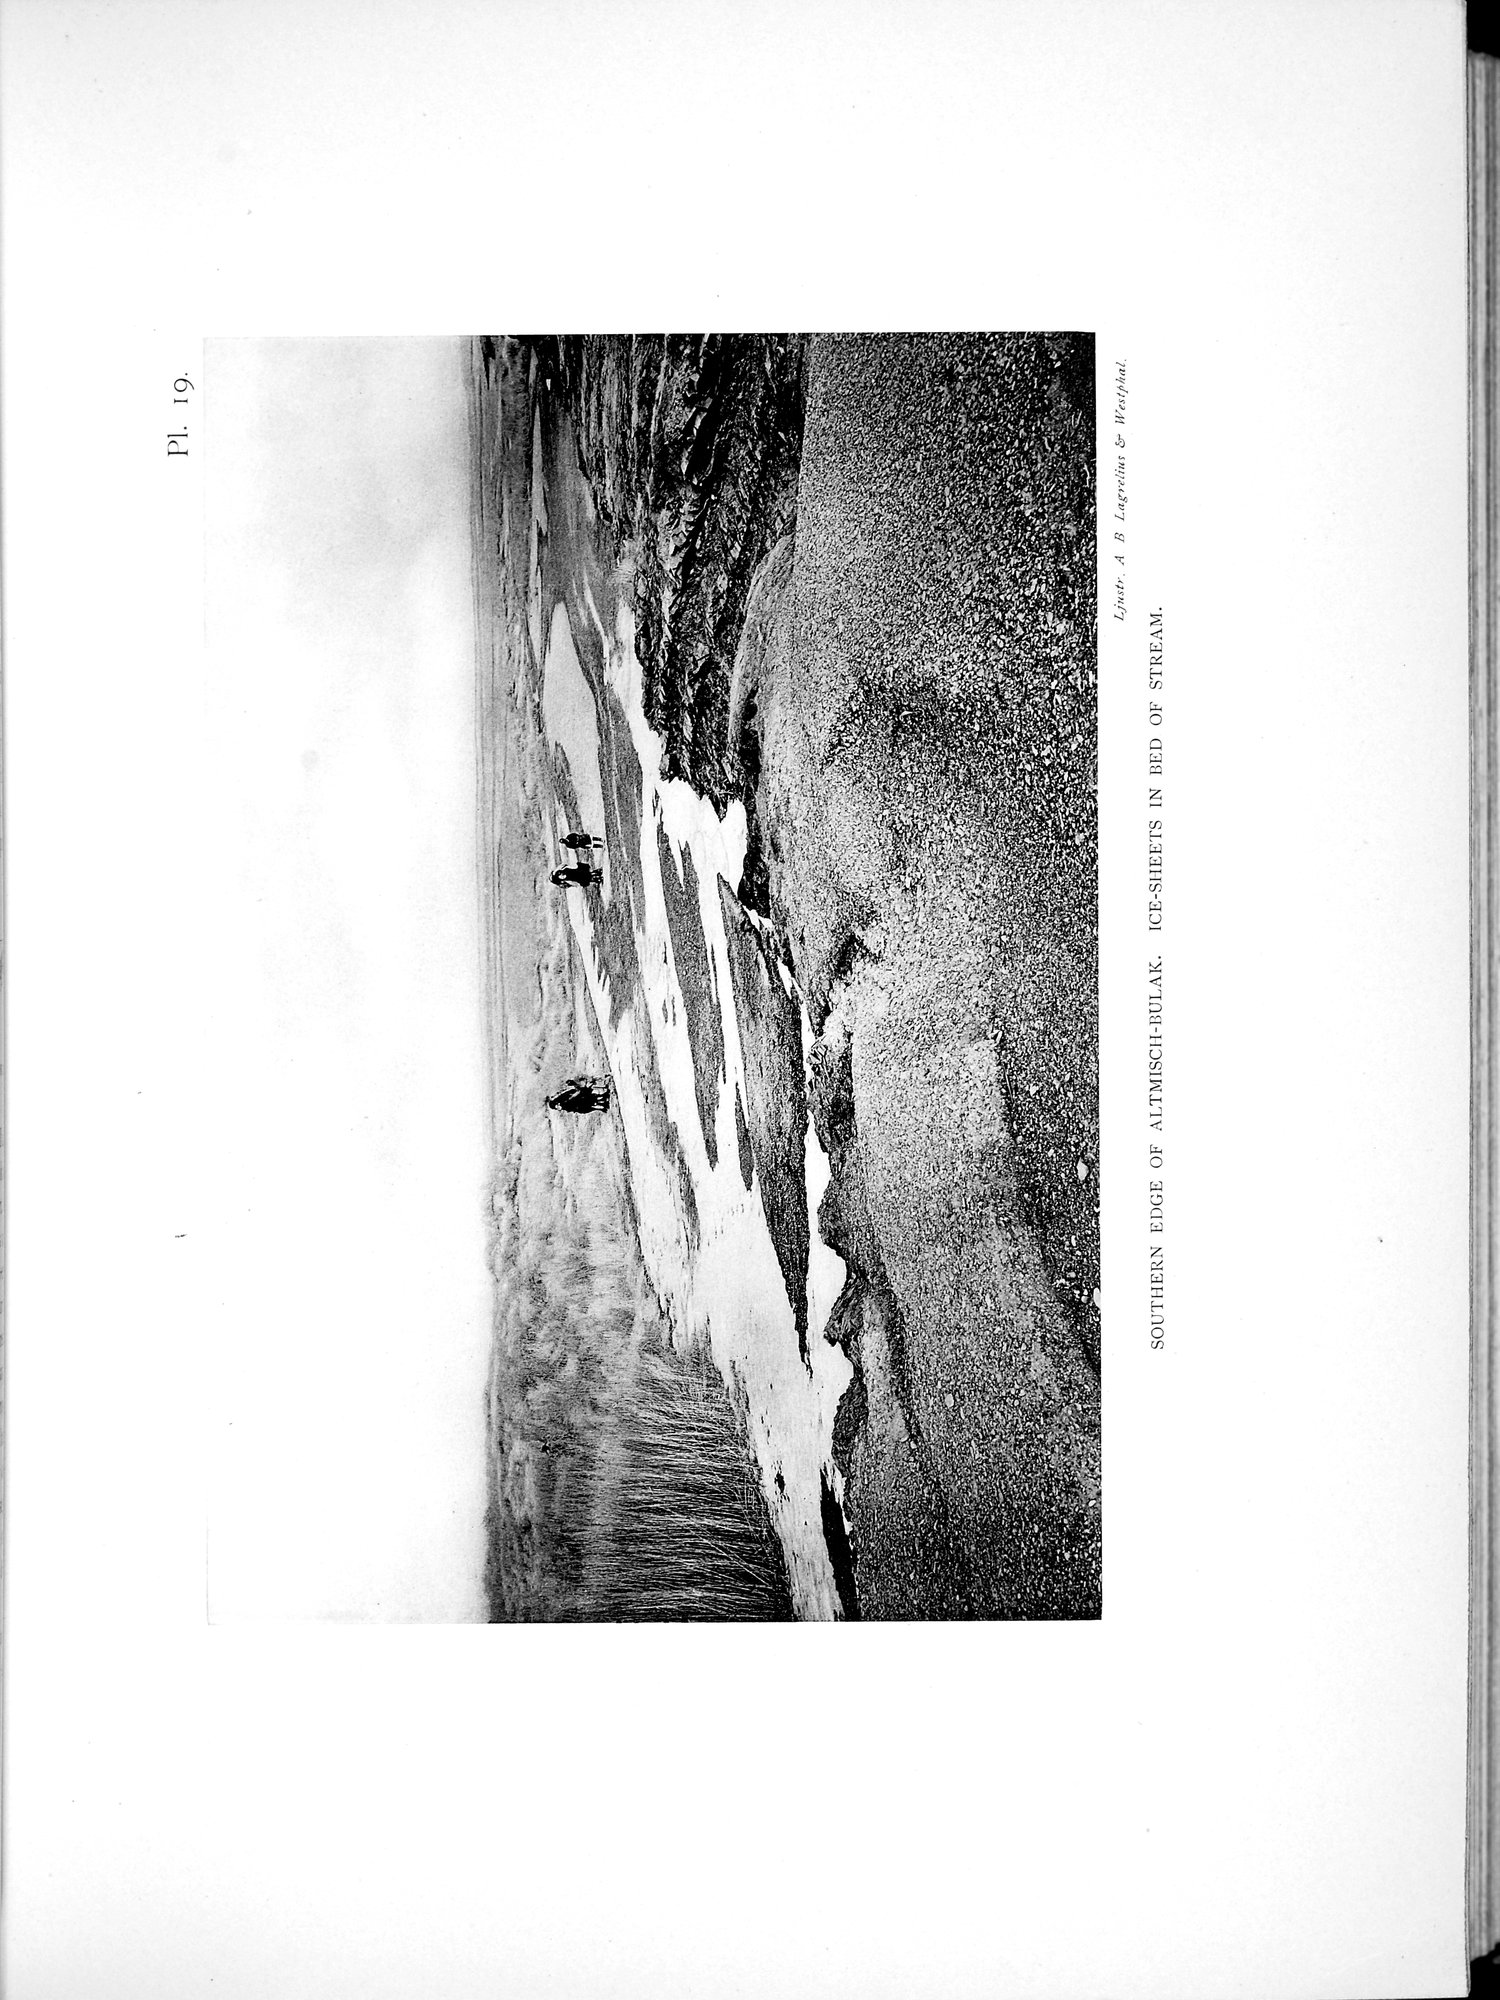 Pl. 19.
Ljustr. A B Lagrelius & Westphal.
SOUTHERN EDGE OF ALTMISCH-BULAK. ICE-SHEETS IN BED OF STREAM.